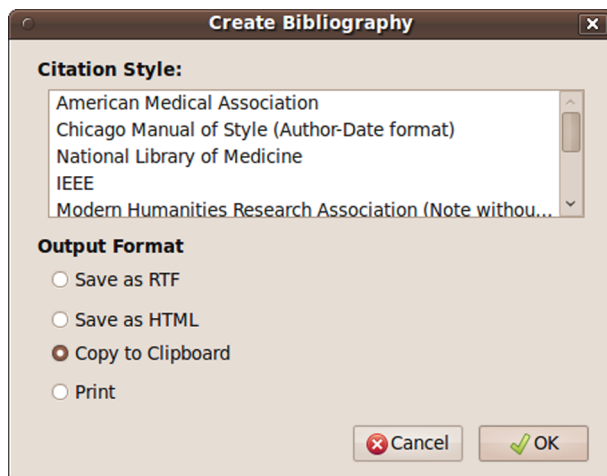 Create Bibliography
Citation Style:
American Medical Association
Chicago Manual of Style (Author-Date format)
National Library of Medicine
IEEE
Modern Humanities Research Association (Note withou...
Output Format
Save as RTF
Save as HTML
Copy to Clipboard
Print
Cancel OK